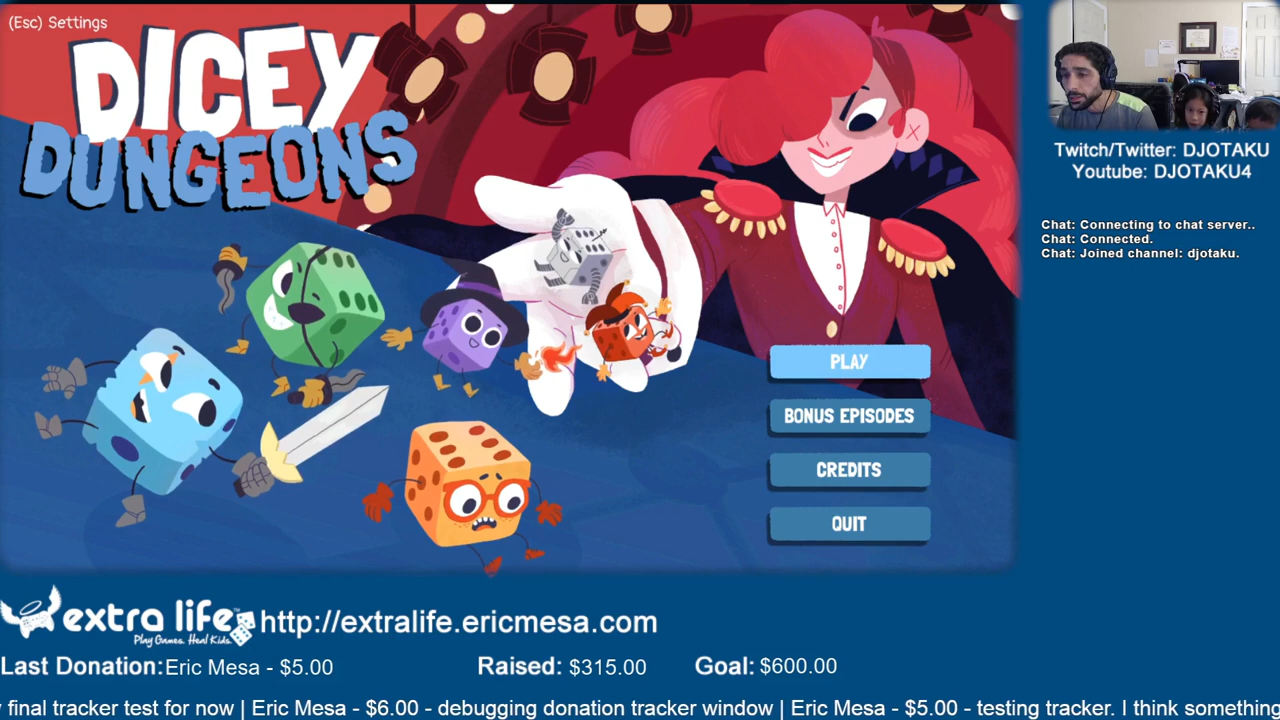 (Esc) Settings
DICEY
DUNGEONS
Twitch/Twitter: DJOTAKU
Youtube: DJOTAKU4
Chat: Connecting to chat server..
Chat: Connected.
Chat: Joined channel: djotaku.
PLAY
BONUS EPISODES
CREDITS
QUIT
extra life
Play Games. Heal Kids.
http://extralife.ericmesa.com
Last Donation: Eric Mesa - $5.00 Raised: $315.00 Goal: $600.00
final tracker test for now | Eric Mesa - $6.00 - debugging donation tracker window | Eric Mesa - $5.00 - testing tracker. I think something